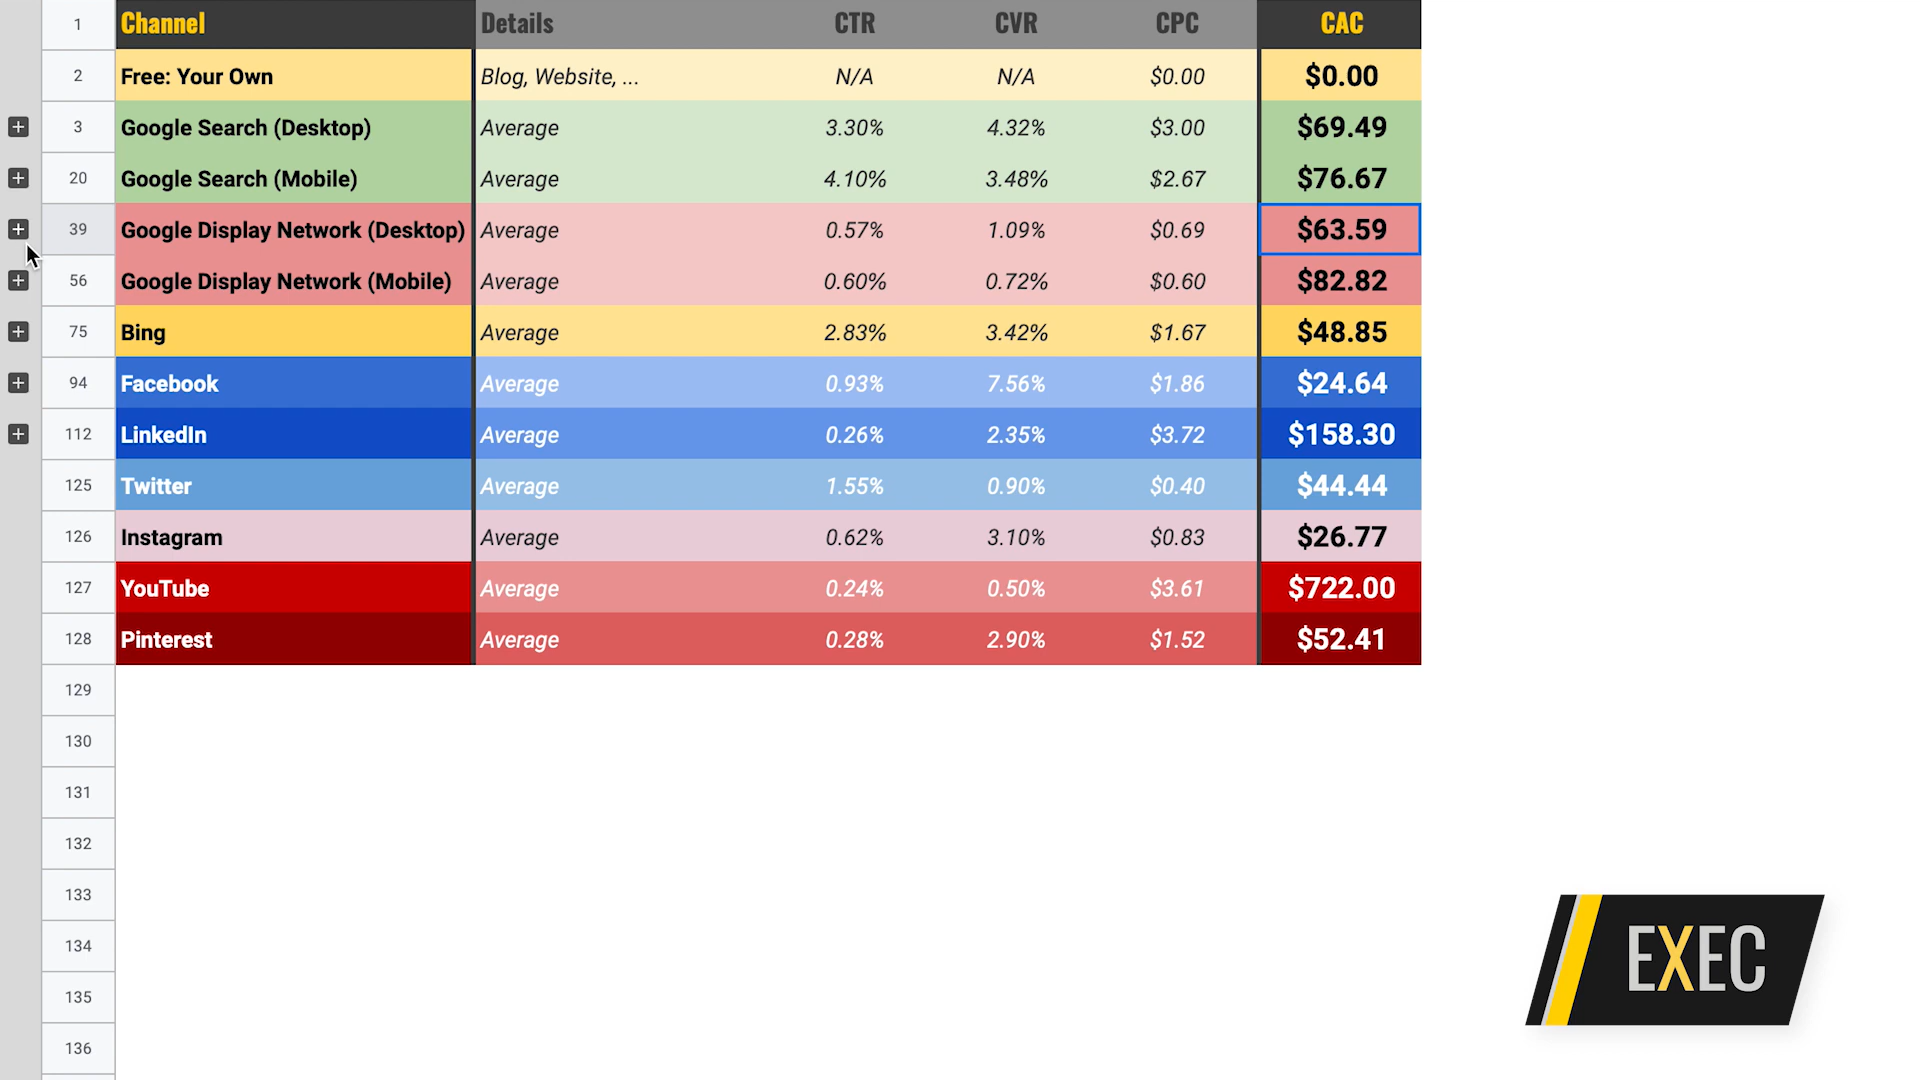 1 Channel Details CTR CVR CPC CAC
2 Free: Your Own Blog, Website, ... N/A N/A $0.00 $0.00
3 Google Search (Desktop) Average 3.30% 4.32% $3.00 $69.49
20 Google Search (Mobile) Average 4.10% 3.48% $2.67 $76.67
39 Google Display Network (Desktop) Average 0.57% 1.09% $0.69 $63.59
56 Google Display Network (Mobile) Average 0.60% 0.72% $0.60 $82.82
75 Bing Average 2.83% 3.42% $1.67 $48.85
94 Facebook Average 0.93% 7.56% $1.86 $24.64
112 LinkedIn Average 0.26% 2.35% $3.72 $158.30
125 Twitter Average 1.55% 0.90% $0.40 $44.44
126 Instagram Average 0.62% 3.10% $0.83 $26.77
127 YouTube Average 0.24% 0.50% $3.61 $722.00
128 Pinterest Average 0.28% 2.90% $1.52 $52.41
129
130
131
132
133
134
135
136
EXEC